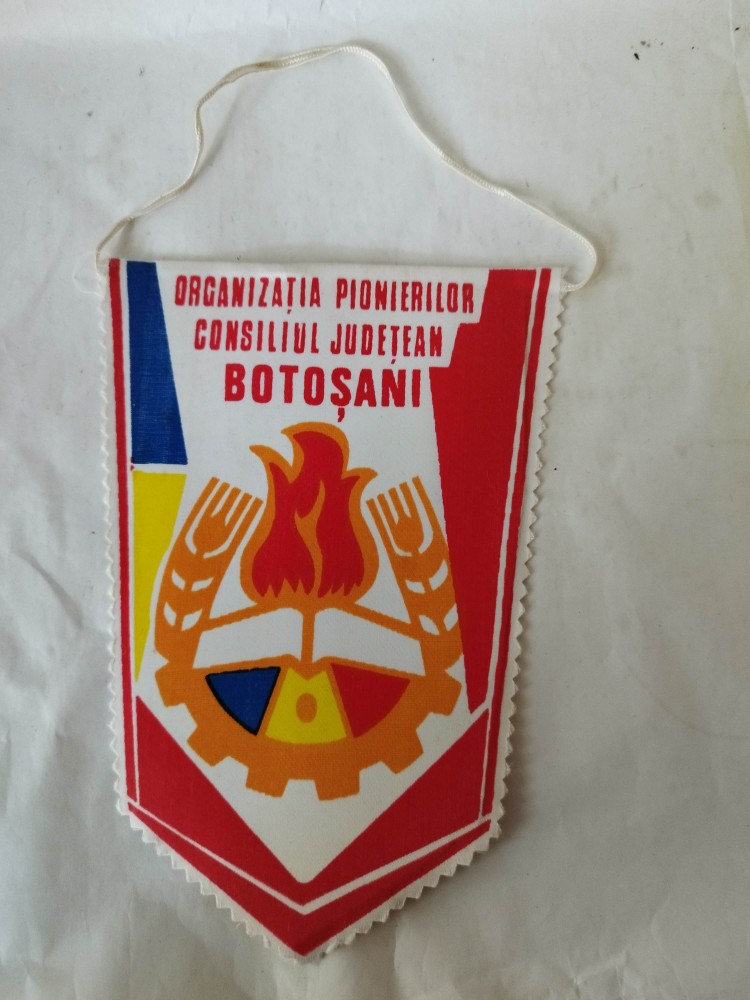 ORGANIZAȚIA PIONIERILOR
CONSILIUL JUDEȚEAN
BOTOȘANI